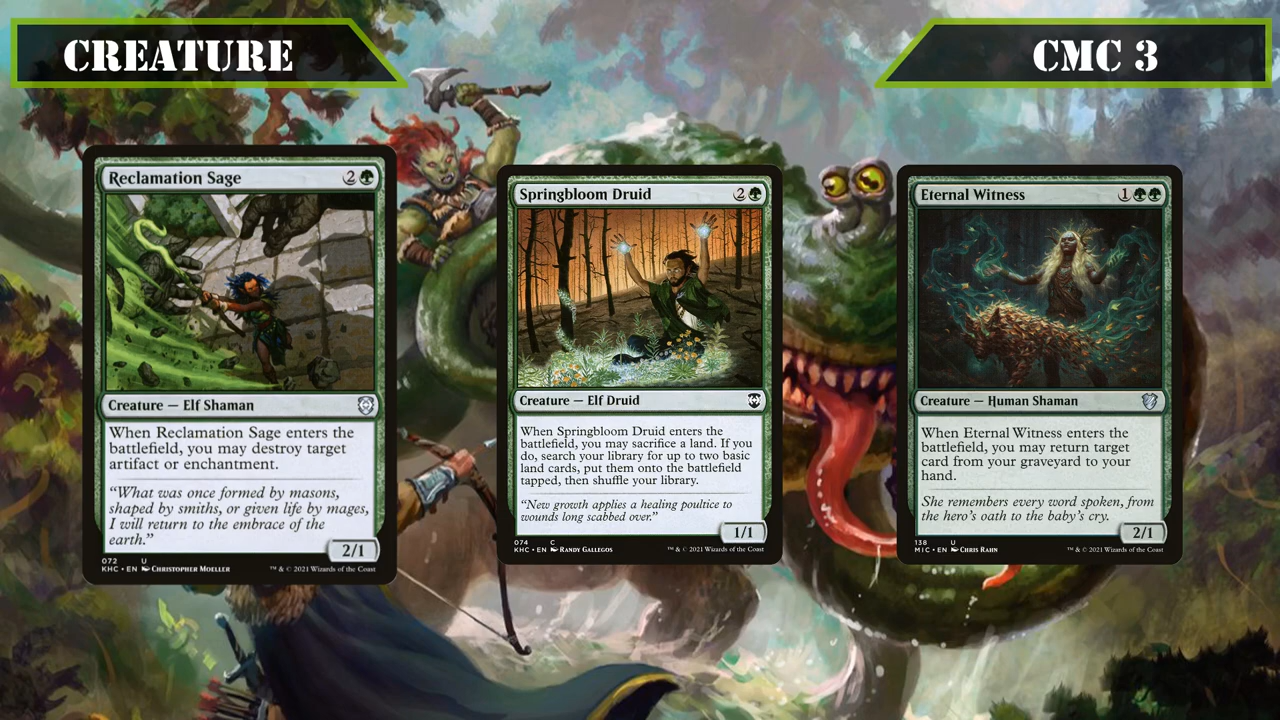 CREATURE
CMC 3
Reclamation Sage 2
Creature — Elf Shaman
When Reclamation Sage enters the
battlefield, you may destroy target
artifact or enchantment.
“What was once formed by masons,
shaped by smiths, or given life by mages,
I will return to the embrace of the
earth.”
2/1
072 U
KHC • EN Christopher Moeller
™ & © 2021 Wizards of the Coast
Springbloom Druid 2
Creature — Elf Druid
When Springbloom Druid enters the
battlefield, you may sacrifice a land. If you
do, search your library for up to two basic
land cards, put them onto the battlefield
tapped, then shuffle your library.
“New growth applies a healing poultice to
wounds long scabbed over.”
1/1
074 C
KHC • EN Randy Gallegos
™ & © 2021 Wizards of the Coast
Eternal Witness 1
Creature — Human Shaman
When Eternal Witness enters the
battlefield, you may return target
card from your graveyard to your
hand.
She remembers every word spoken, from
the hero’s oath to the baby’s cry.
2/1
138 U
MIC • EN Chris Rahn
™ & © 2021 Wizards of the Coast